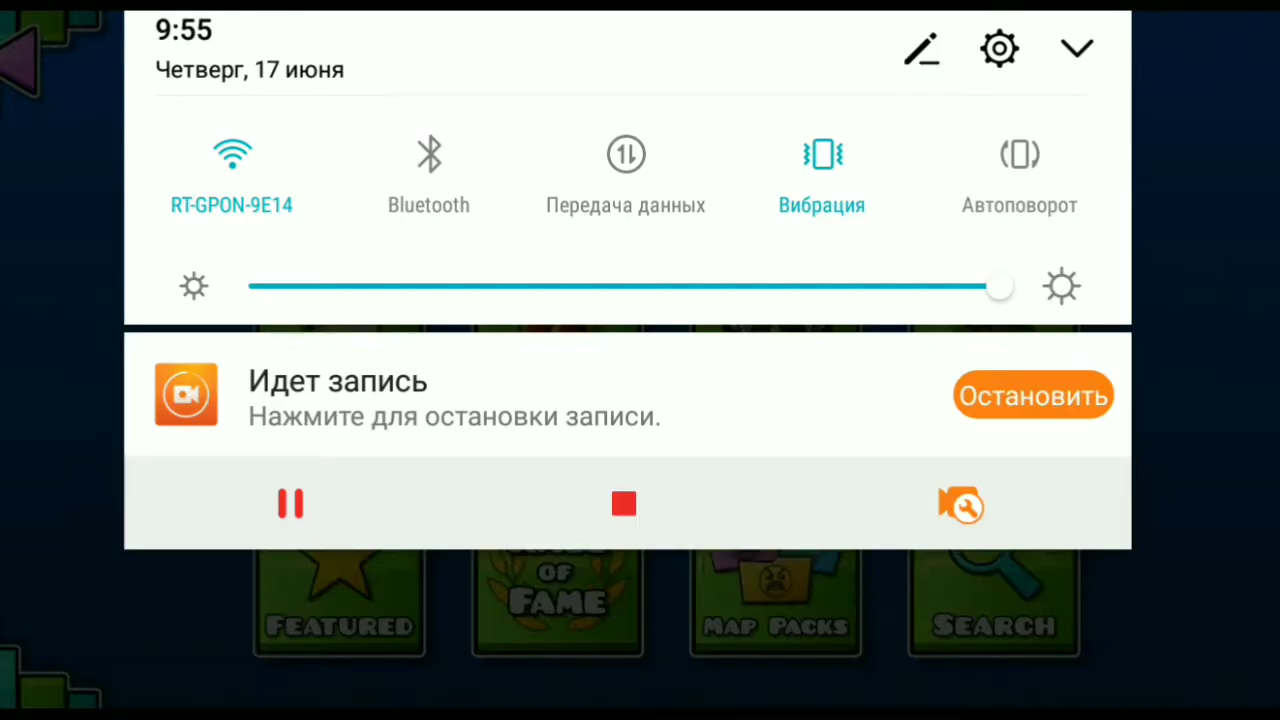 9:55
Четверг, 17 июня
RT-GPON-9E14
Bluetooth
Передача данных
Вибрация
Автоповорот
Идет запись
Нажмите для остановки записи.
Остановить
OF
FAME
FEATURED
MAP PACKS
SEARCH